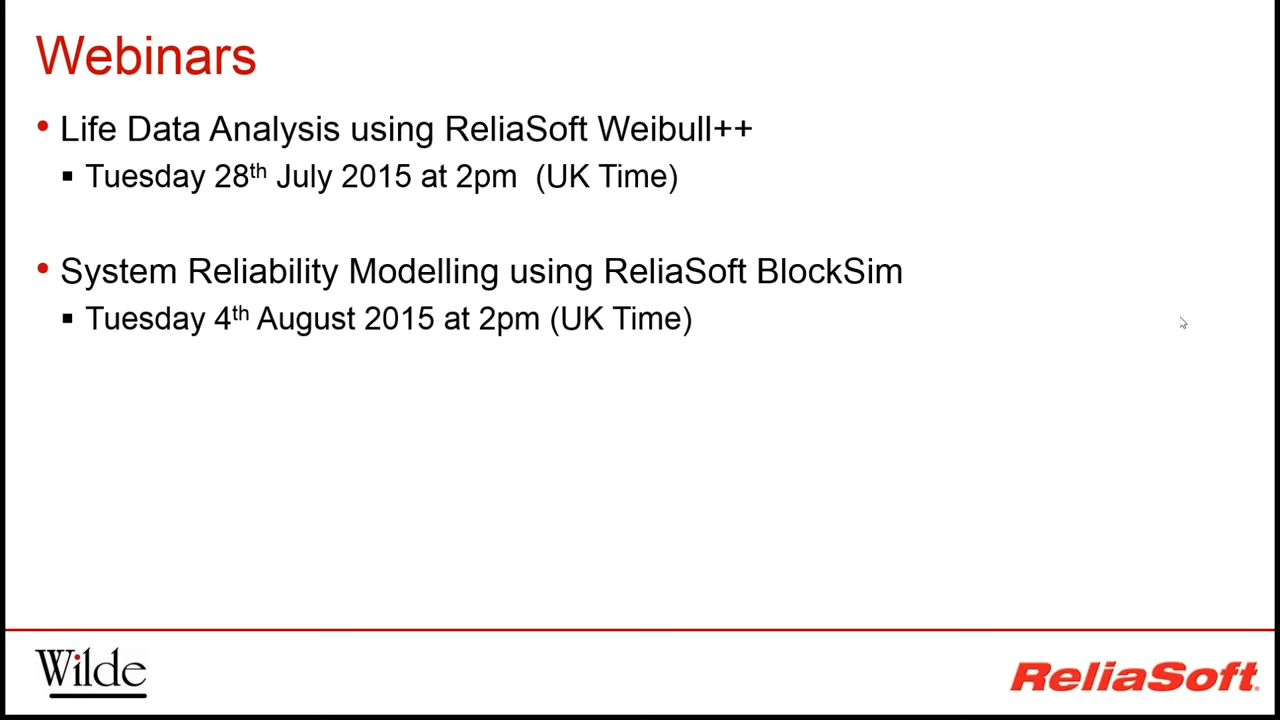 Webinars
• Life Data Analysis using ReliaSoft Weibull++
▪ Tuesday 28th July 2015 at 2pm (UK Time)
• System Reliability Modelling using ReliaSoft BlockSim
▪ Tuesday 4th August 2015 at 2pm (UK Time)
Wilde
ReliaSoft